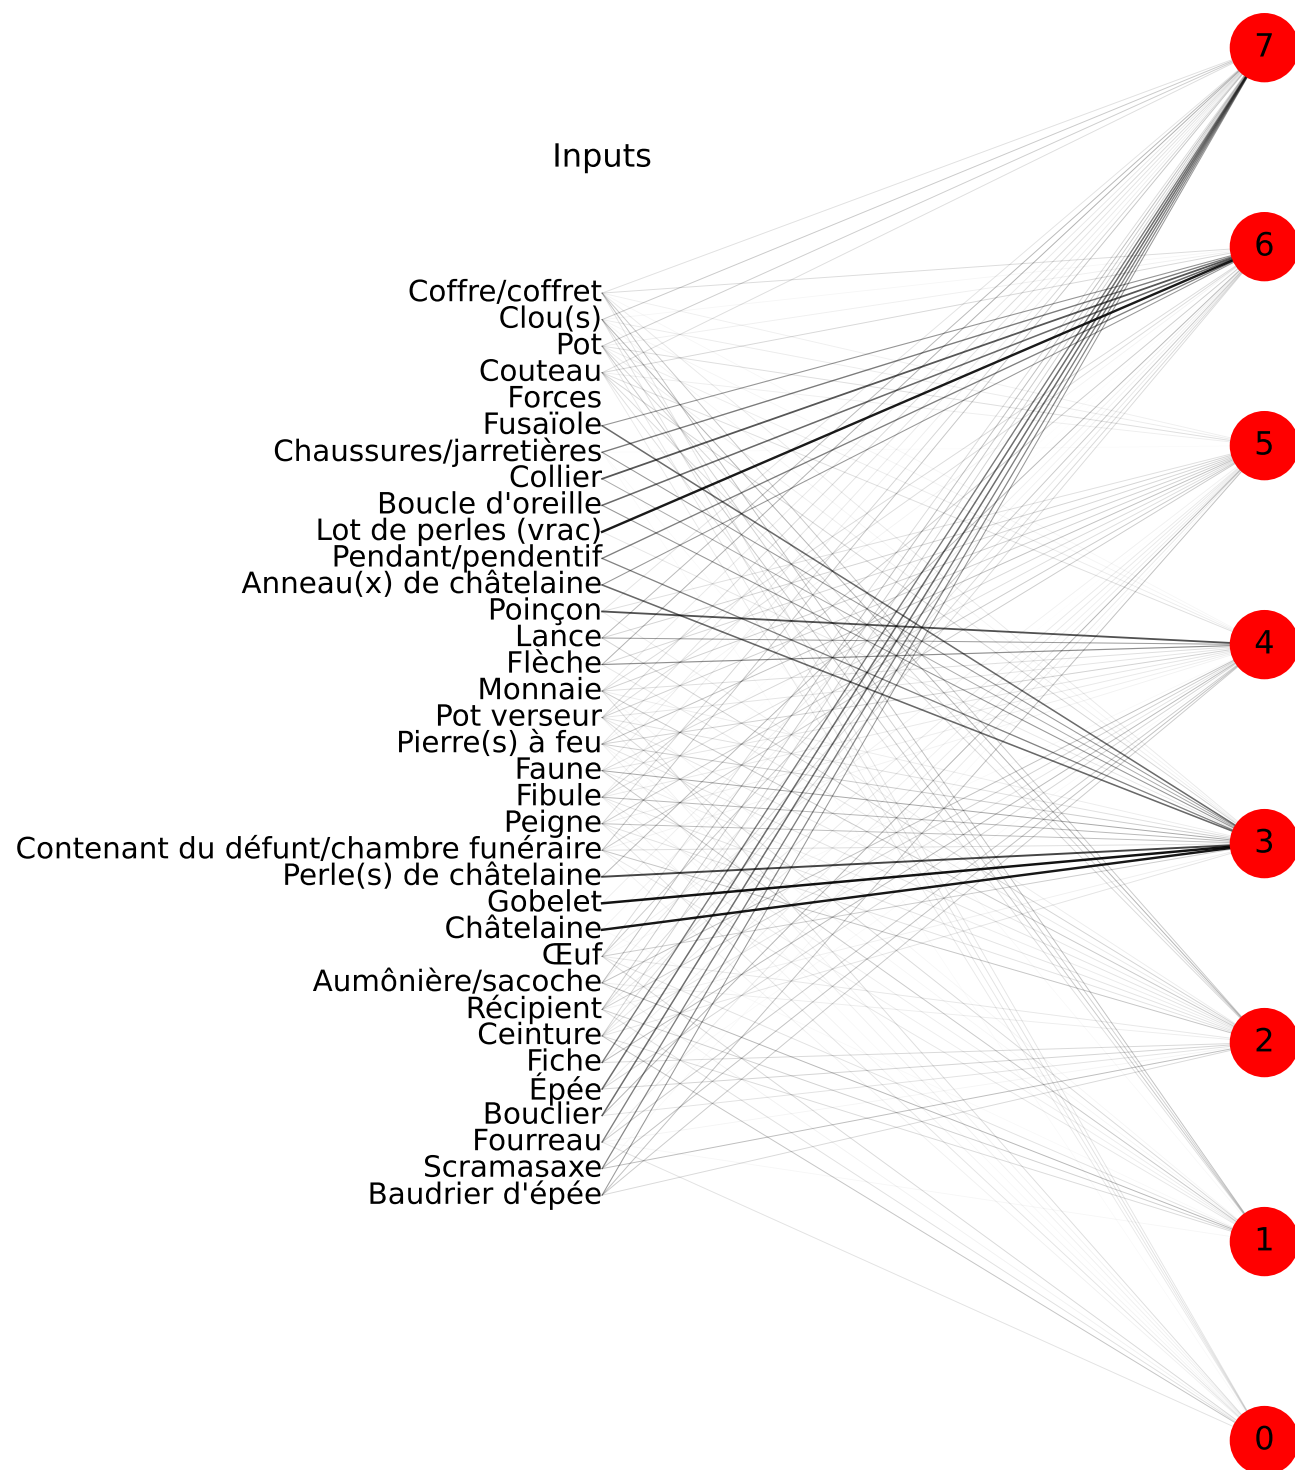 7
Inputs
6
Coffre/coffret
Clou(s)
Pot
Couteau
Forces
Fusaïole
5
Chaussures/jarretières
Collier
Boucle d'oreille
Lot de perles (vrac)
Pendant/pendentif
Anneau(x) de châtelaine
Poinçon
Lance
4
Flèche
Monnaie
Pot verseur
Pierre(s) à feu
Faune
Fibule
Peigne
3
Contenant du défunt/chambre funéraire
Perle(s) de châtelaine
Gobelet
Châtelaine
Œuf
Aumônière/sacoche
Récipient
Ceinture
2
Fiche
Épée
Bouclier
Fourreau
Scramasaxe
Baudrier d'épée
1
0